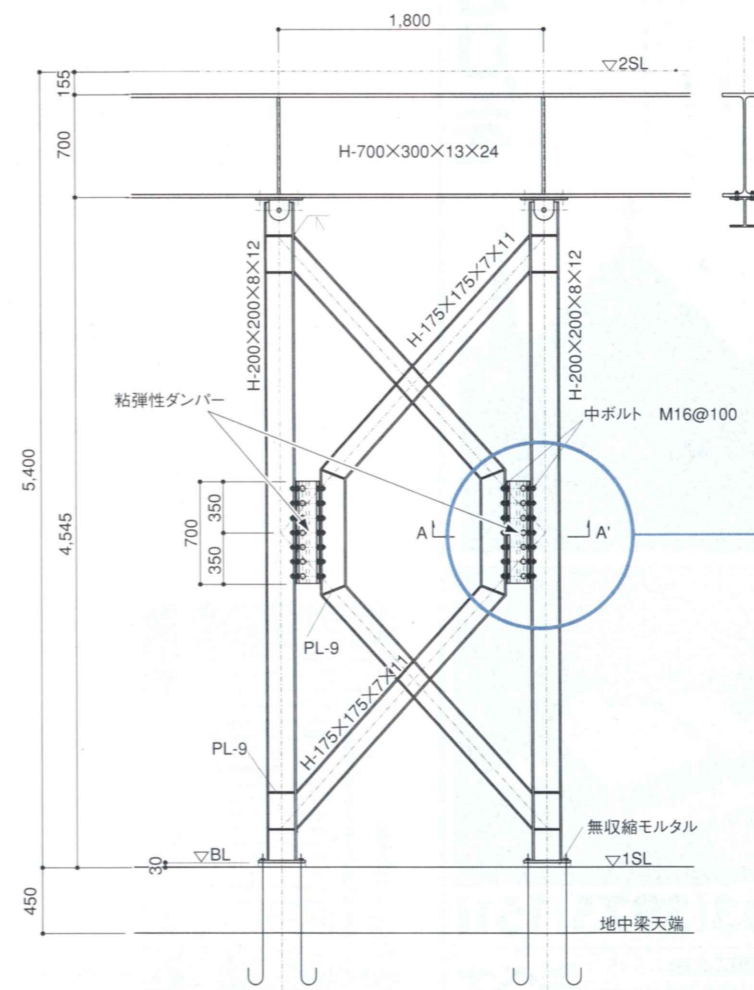 1,800
▽2SL
155
700
H-700×300×13×24
H-200×200×8×12
H-175×175×7×11
H-200×200×8×12
粘弾性ダンパー
中ボルト M16@100
5,400
4,545
700
350
350
A
A'
PL-9
H-175×175×7×11
PL-9
無収縮モルタル
▽BL
▽1SL
30
450
地中梁天端